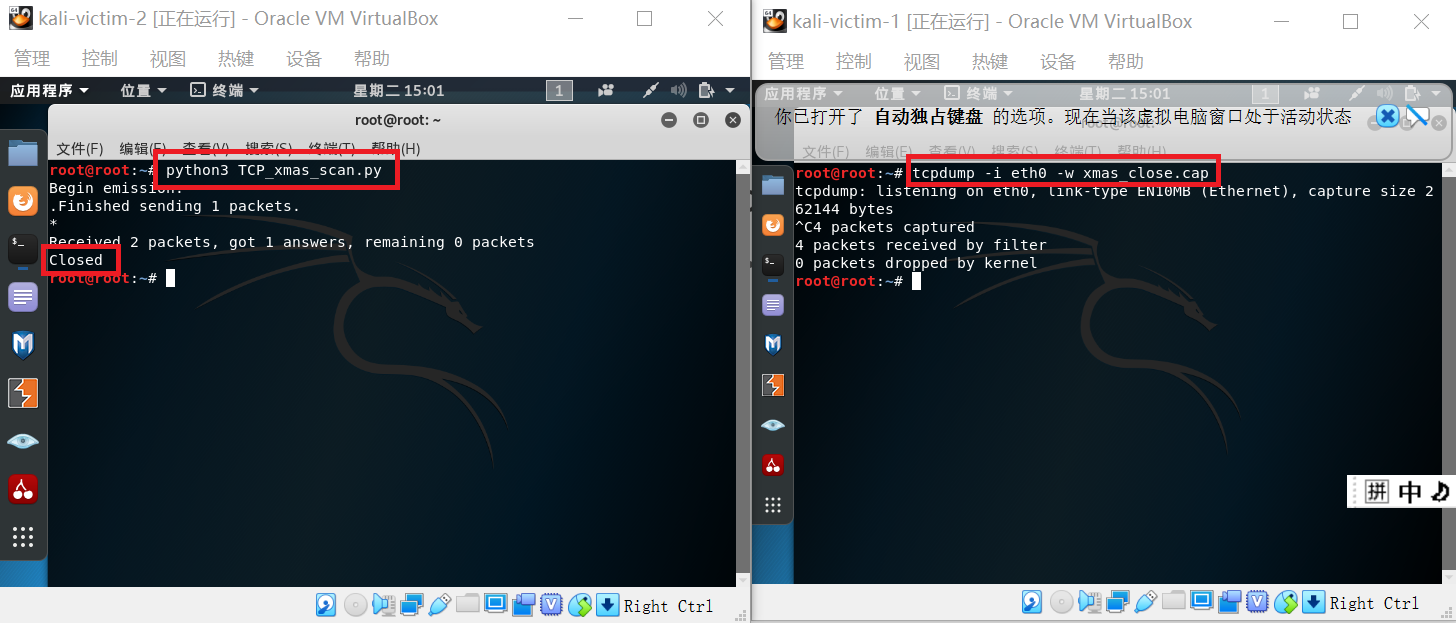 kali-victim-2 [正在运行] - Oracle VM VirtualBox
管理 控制 视图 热键 设备 帮助
应用程序 位置 终端 星期二 15:01 1
root@root: ~
文件(F) 编辑(E) 查看(V) 搜索(S) 终端(T) 帮助(H)
root@root:~# python3 TCP_xmas_scan.py
Begin emission:
.Finished sending 1 packets.
*
Received 2 packets, got 1 answers, remaining 0 packets
Closed
root@root:~#
Right Ctrl
kali-victim-1 [正在运行] - Oracle VM VirtualBox
管理 控制 视图 热键 设备 帮助
应用程序 位置 终端 星期二 15:01 1
你已打开了 自动独占键盘 的选项。现在当该虚拟电脑窗口处于活动状态
root@root:
文件(F) 编辑(E) 查看(V) 搜索(S) 终端(T) 帮助(H)
root@root:~# tcpdump -i eth0 -w xmas_close.cap
tcpdump: listening on eth0, link-type EN10MB (Ethernet), capture size 2
62144 bytes
^C4 packets captured
4 packets received by filter
0 packets dropped by kernel
root@root:~#
拼 中
Right Ctrl